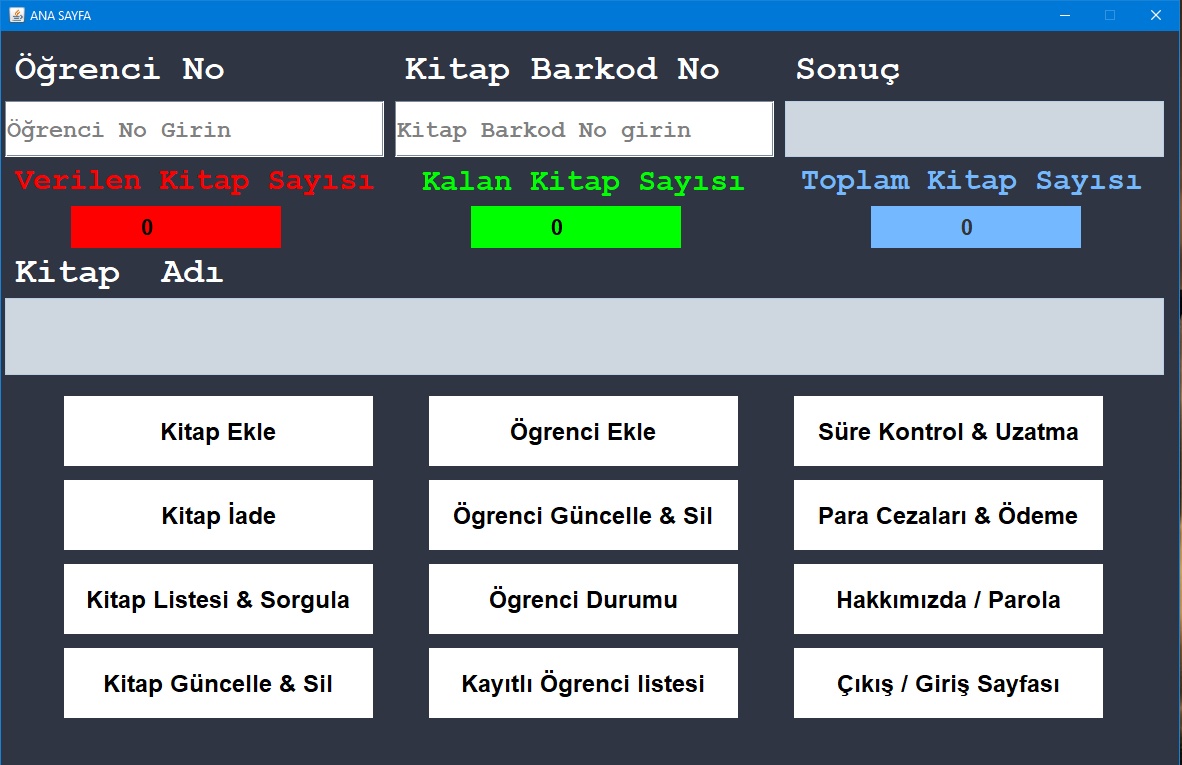 ANA SAYFA
Öğrenci No
Kitap Barkod No
Sonuç
Öğrenci No Girin
Kitap Barkod No girin
Verilen Kitap Sayısı
Kalan Kitap Sayısı
Toplam Kitap Sayısı
0
0
0
Kitap Adı
Kitap Ekle
Ögrenci Ekle
Süre Kontrol & Uzatma
Kitap İade
Ögrenci Güncelle & Sil
Para Cezaları & Ödeme
Kitap Listesi & Sorgula
Ögrenci Durumu
Hakkımızda / Parola
Kitap Güncelle & Sil
Kayıtlı Ögrenci listesi
Çıkış / Giriş Sayfası